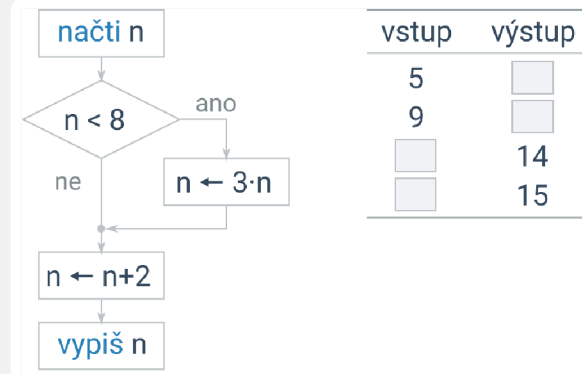 načti n
n < 8
ano
ne
n ← 3·n
n ← n+2
vypiš n
vstup výstup
5
9
14
15